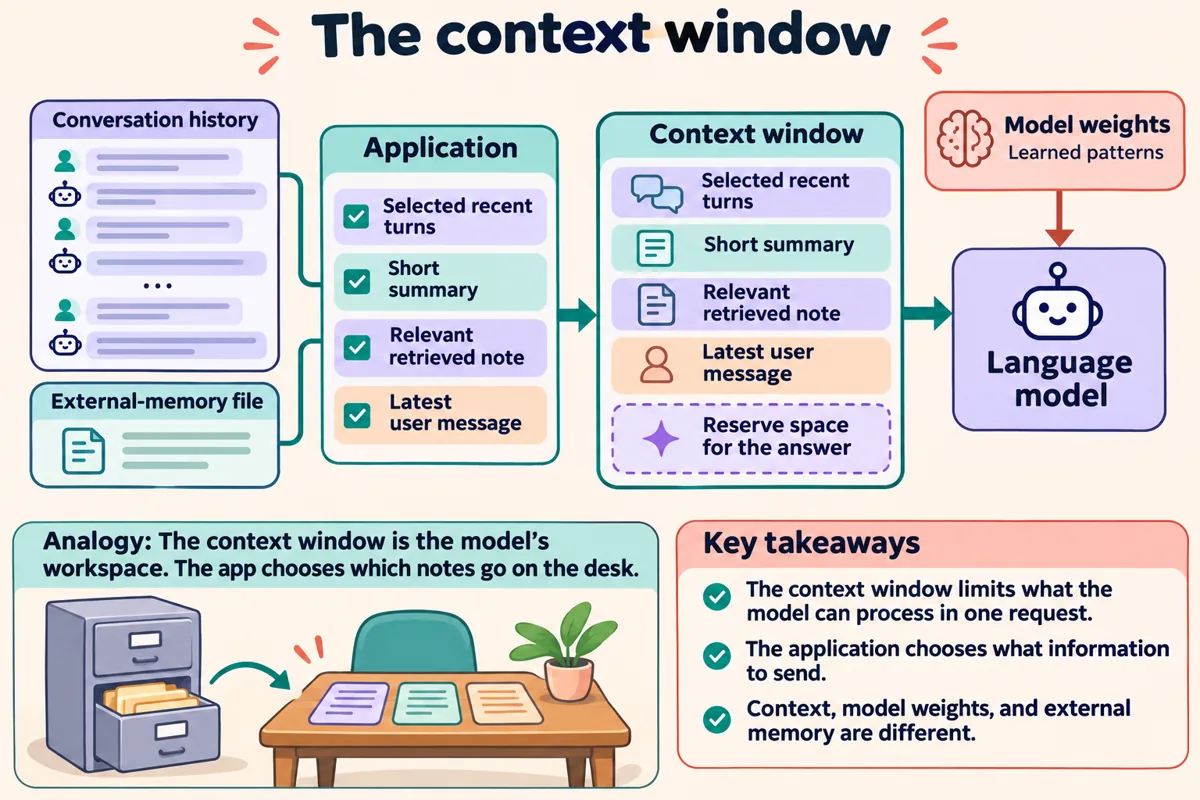 The context window
Conversation history
...
External-memory file
Application
Selected recent
turns
Short
summary
Relevant
retrieved note
Latest
user message
Context window
Selected recent
turns
Short summary
Relevant
retrieved note
Latest user
message
Reserve space
for the answer
Model weights
Learned patterns
Language
model
Analogy: The context window is the model’s
workspace. The app chooses which notes go on the desk.
Key takeaways
The context window limits what the
model can process in one request.
The application chooses what information
to send.
Context, model weights, and external
memory are different.